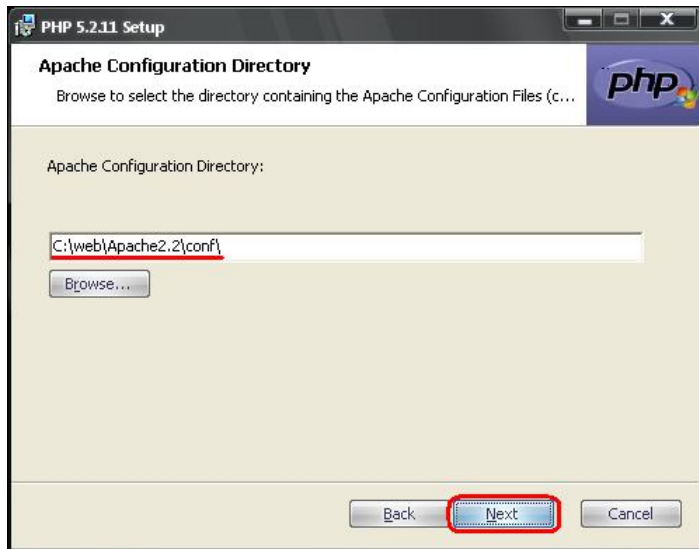 PHP 5.2.11 Setup
Apache Configuration Directory
Browse to select the directory containing the Apache Configuration Files (c...
php
Apache Configuration Directory:
C:\web\Apache2.2\conf\
Browse...
Back
Next
Cancel